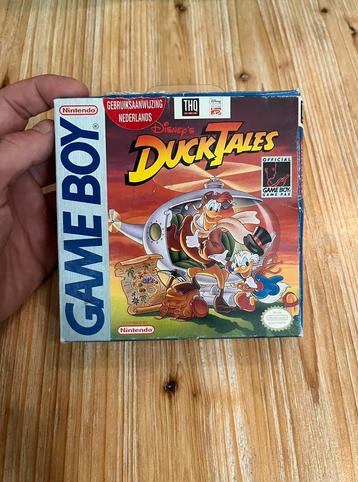 Nintendo
GAME BOY
GEBRUIKSAANWIJZING
NEDERLANDS
THQ
Disney's
DUCKTALES
OFFICIAL
GAME BOY
GAME PAK
Nintendo